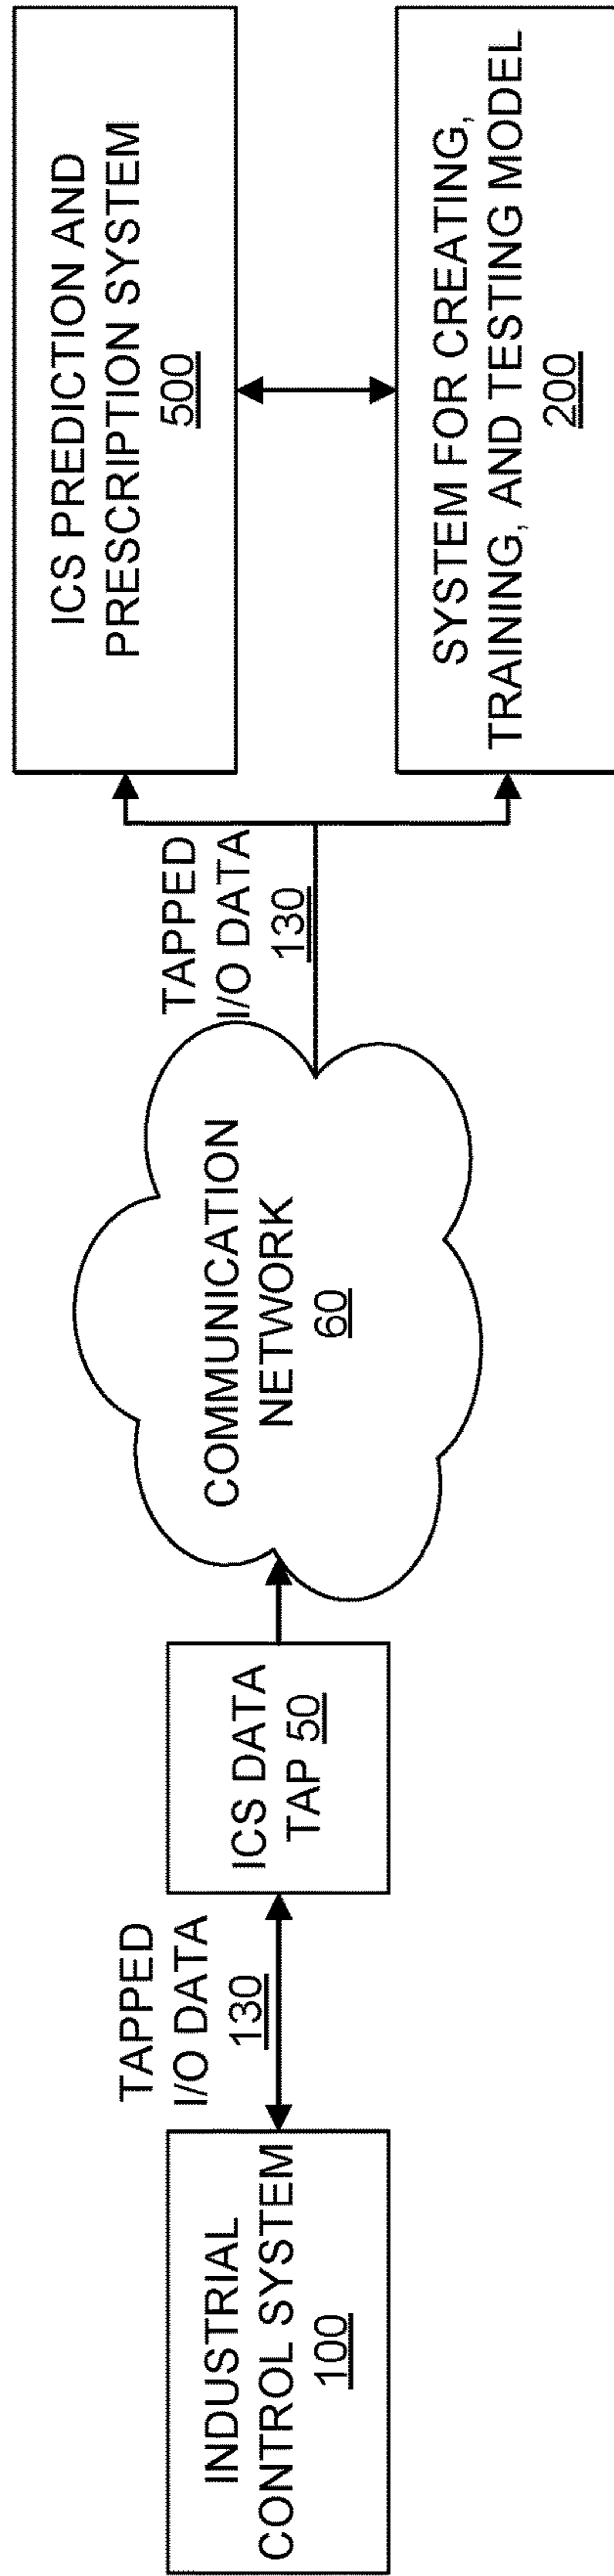 INDUSTRIAL
CONTROL SYSTEM
100
TAPPED
I/O DATA
130
ICS DATA
TAP 50
COMMUNICATION
NETWORK
60
TAPPED
I/O DATA
130
ICS PREDICTION AND
PRESCRIPTION SYSTEM
500
SYSTEM FOR CREATING,
TRAINING, AND TESTING MODEL
200